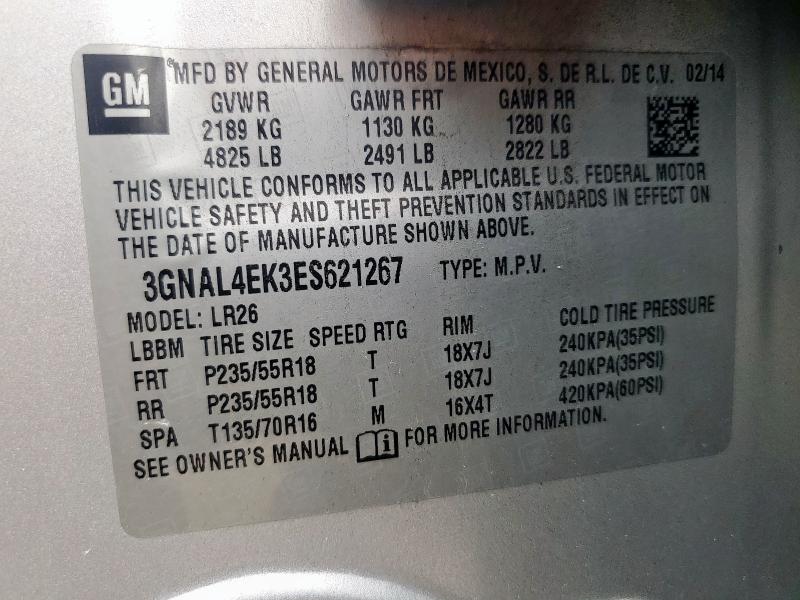 GM
® MFD BY GENERAL MOTORS DE MEXICO, S. DE R.L. DE C.V. 02/14
GVWR GAWR FRT GAWR RR
2189 KG 1130 KG 1280 KG
4825 LB 2491 LB 2822 LB
THIS VEHICLE CONFORMS TO ALL APPLICABLE U.S. FEDERAL MOTOR
VEHICLE SAFETY AND THEFT PREVENTION STANDARDS IN EFFECT ON
THE DATE OF MANUFACTURE SHOWN ABOVE.
3GNAL4EK3ES621267 TYPE: M.P.V.
MODEL: LR26
LBBM TIRE SIZE SPEED RTG RIM COLD TIRE PRESSURE
FRT P235/55R18 T 18X7J 240KPA(35PSI)
RR P235/55R18 T 18X7J 240KPA(35PSI)
SPA T135/70R16 M 16X4T 420KPA(60PSI)
SEE OWNER'S MANUAL i FOR MORE INFORMATION.